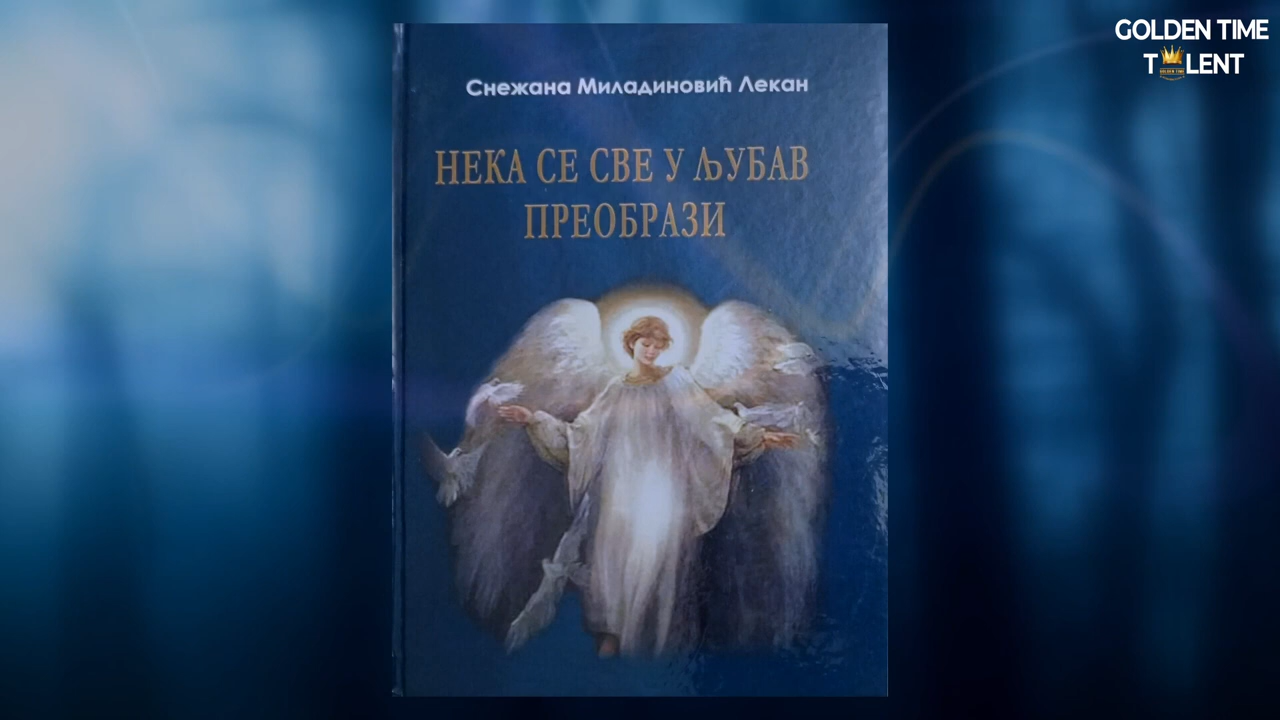 GOLDEN TIME
TALENT
Снежана Миладиновић Лекан
НЕКА СЕ СВЕ У ЉУБАВ
ПРЕОБРАЗИ